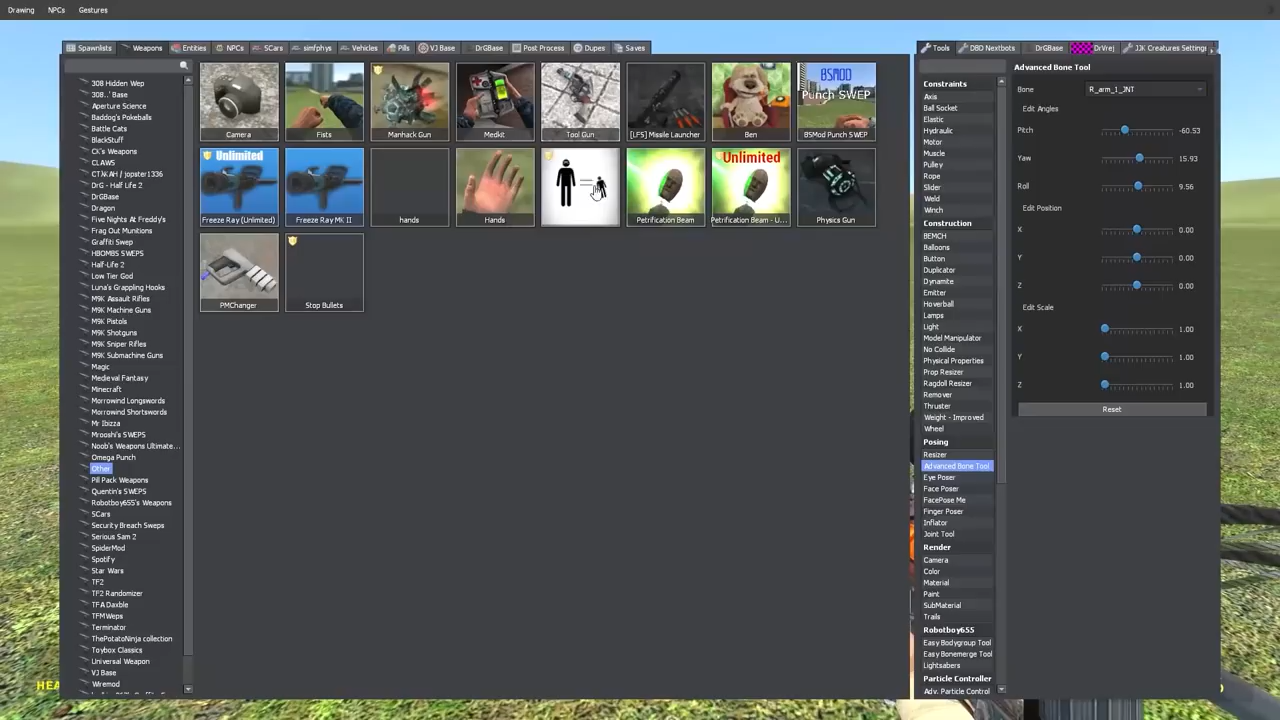 Drawing NPCs Gestures
Spawnlists Weapons Entities NPCs SCars simfphys Vehicles Pills VJ Base DrGBase Post Process Dupes Saves
308 Hidden Wep
308..' Base
Aperture Science
Baddog's Pokeballs
Battle Cats
BlackStuff
CK's Weapons
CLAWS
DrG - Half-Life 2
DrGBase
Dragon
Five Nights At Freddy's
Frag Out Munitions
Graffiti Swep
HBOMBS SWEPS
Half-Life 2
Low Tier God
Luna's Grappling Hooks
M9K Assault Rifles
M9K Machine Guns
M9K Pistols
M9K Shotguns
M9K Sniper Rifles
M9K Submachine Guns
Magic
Medieval Fantasy
Minecraft
Morrowind Longswords
Morrowind Shortswords
Mr Ibizza
Mrooshi's SWEPS
Noob's Weapons Ultimate...
Omega Punch
Other
Pill Pack Weapons
Quentin's SWEPS
Robotboy655's Weapons
SCars
Security Breach Sweps
Serious Sam 2
SpiderMod
Spotify
Star Wars
TF2
TF2 Randomizer
TFA Daxble
TFMWeps
Terminator
ThePotatoNinja collection
Toybox Classics
Universal Weapon
VJ Base
Wiremod
Camera
Fists
Manhack Gun
Medkit
Tool Gun
[LFS] Missile Launcher
Ben
BSMOD
Punch SWEP
BSMod Punch SWEP
Unlimited
Freeze Ray (Unlimited)
Freeze Ray MK II
hands
Hands
Petrification Beam
Unlimited
Petrification Beam - U...
Physics Gun
PMChanger
Stop Bullets
Tools DBD Nextbots DrGBase DrVrej JJK Creatures Settings
Constraints
Axis
Ball Socket
Elastic
Hydraulic
Motor
Muscle
Pulley
Rope
Slider
Weld
Winch
Construction
BEMCH
Balloons
Button
Duplicator
Dynamite
Emitter
Hoverball
Lamps
Light
Model Manipulator
No Collide
Physical Properties
Prop Resizer
Ragdoll Resizer
Remover
Thruster
Weight - Improved
Wheel
Posing
Resizer
Advanced Bone Tool
Eye Poser
Face Poser
FacePose Me
Finger Poser
Inflator
Joint Tool
Render
Camera
Color
Material
Paint
SubMaterial
Trails
Robotboy655
Easy Bodygroup Tool
Easy Bonemerge Tool
Lightsabers
Particle Controller
Adv. Particle Control
Advanced Bone Tool
Bone R_arm_1_JNT
Edit Angles
Pitch -60.53
Yaw 15.93
Roll 9.56
Edit Position
X 0.00
Y 0.00
Z 0.00
Edit Scale
X 1.00
Y 1.00
Z 1.00
Reset